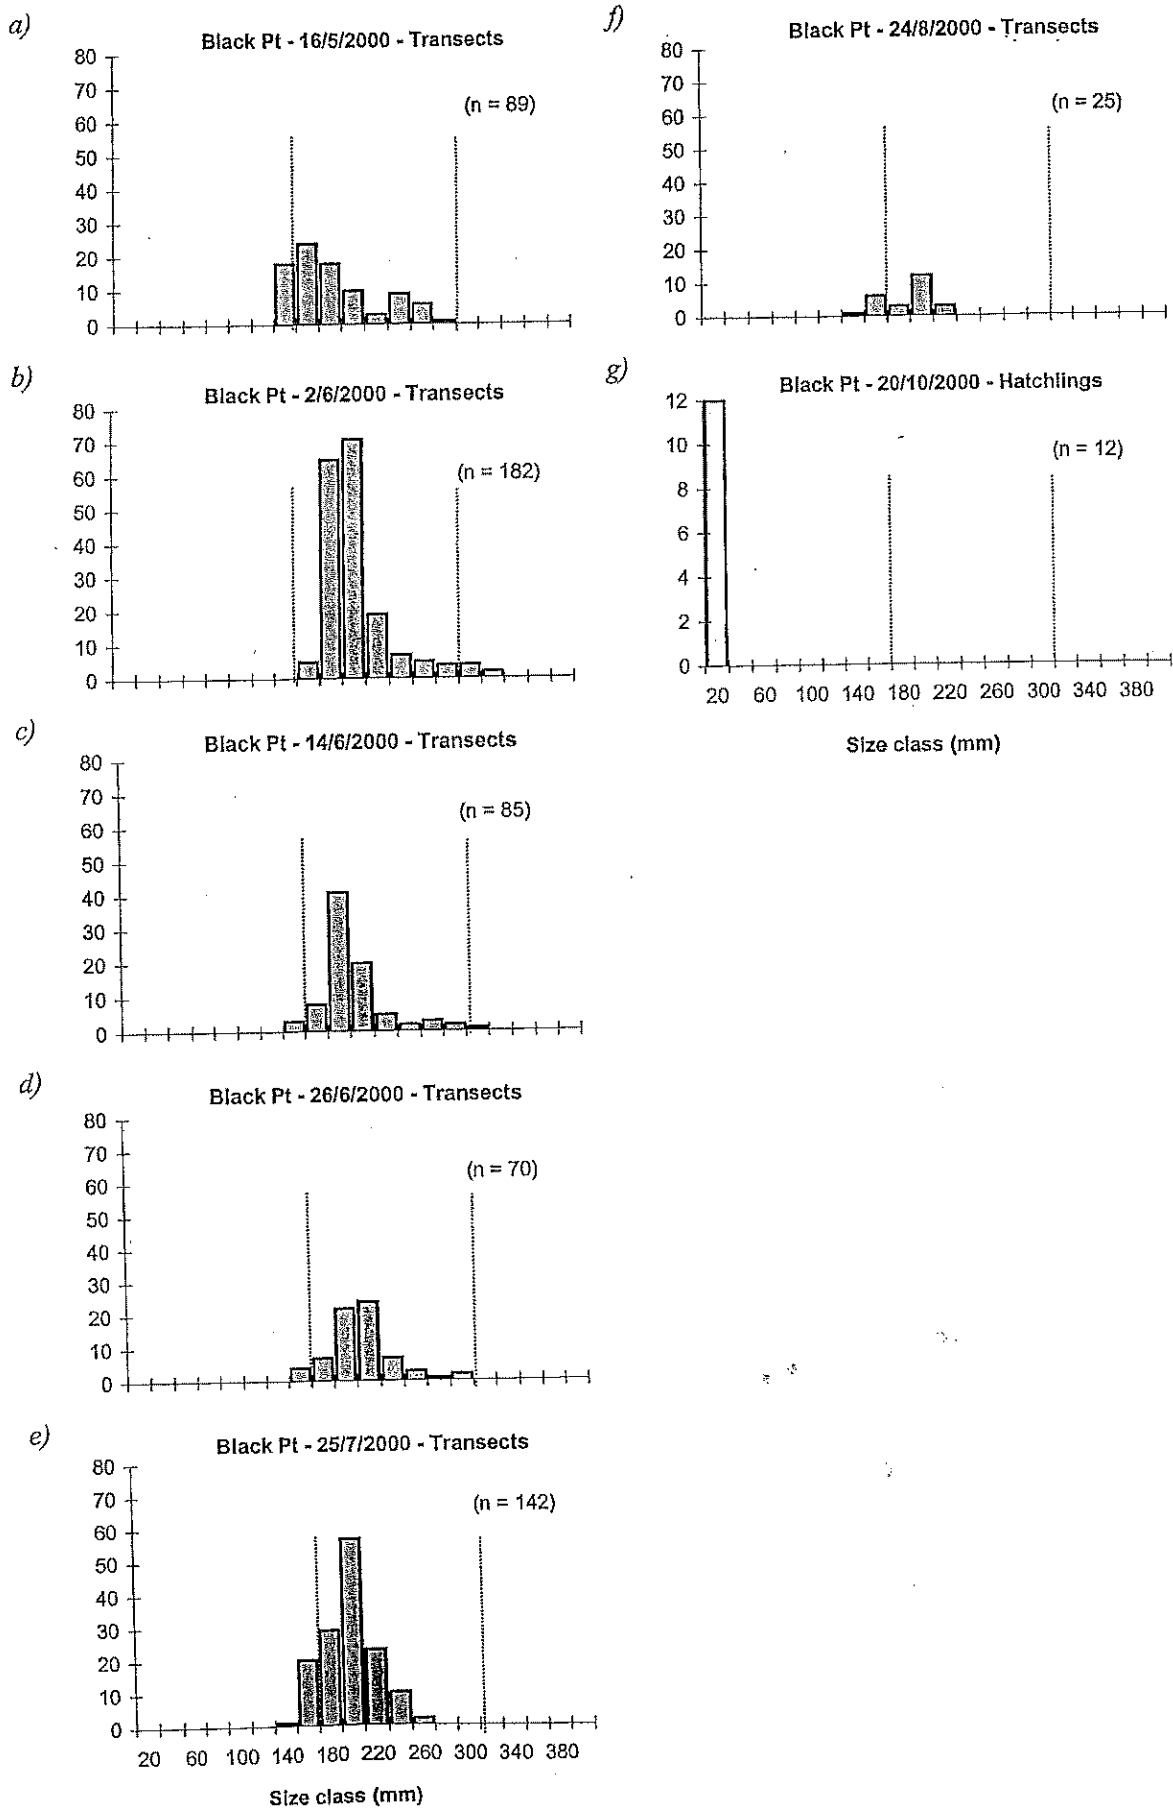 a)
Black Pt - 16/5/2000 - Transects
(n = 89)
80
70
60
50
40
30
20
10
0
b)
Black Pt - 2/6/2000 - Transects
(n = 182)
80
70
60
50
40
30
20
10
0
c)
Black Pt - 14/6/2000 - Transects
(n = 85)
80
70
60
50
40
30
20
10
0
d)
Black Pt - 26/6/2000 - Transects
(n = 70)
80
70
60
50
40
30
20
10
0
e)
Black Pt - 25/7/2000 - Transects
(n = 142)
80
70
60
50
40
30
20
10
0
20 60 100 140 180 220 260 300 340 380
Size class (mm)
f)
Black Pt - 24/8/2000 - Transects
(n = 25)
80
70
60
50
40
30
20
10
0
g)
Black Pt - 20/10/2000 - Hatchlings
(n = 12)
12
10
8
6
4
2
0
20 60 100 140 180 220 260 300 340 380
Size class (mm)